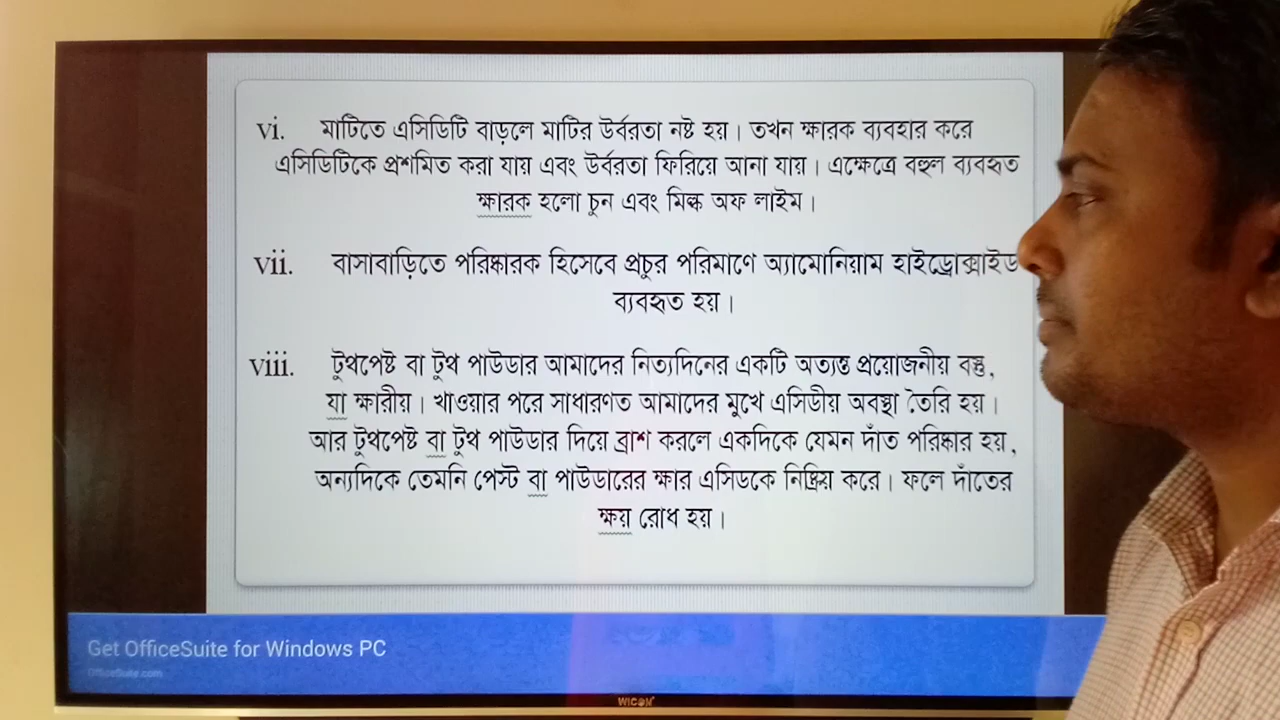 vi. মাটিতে এসিডিটি বাড়লে মাটির উর্বরতা নষ্ট হয়। তখন ক্ষারক ব্যবহার করে
এসিডিটিকে প্রশমিত করা যায় এবং উর্বরতা ফিরিয়ে আনা যায়। এক্ষেত্রে বহুল ব্যবহৃত
ক্ষারক হলো চুন এবং মিল্ক অফ লাইম।
vii. বাসাবাড়িতে পরিষ্কারক হিসেবে প্রচুর পরিমাণে অ্যামোনিয়াম হাইড্রোক্সাইড
ব্যবহৃত হয়।
viii. টুথপেষ্ট বা টুথ পাউডার আমাদের নিত্যদিনের একটি অত্যন্ত প্রয়োজনীয় বস্তু,
যা ক্ষারীয়। খাওয়ার পরে সাধারণত আমাদের মুখে এসিডীয় অবস্থা তৈরি হয়।
আর টুথপেষ্ট বা টুথ পাউডার দিয়ে ব্রাশ করলে একদিকে যেমন দাঁত পরিষ্কার হয়,
অন্যদিকে তেমনি পেস্ট বা পাউডারের ক্ষার এসিডকে নিষ্ক্রিয় করে। ফলে দাঁতের
ক্ষয় রোধ হয়।
Get OfficeSuite for Windows PC
OfficeSuite.com
WICON